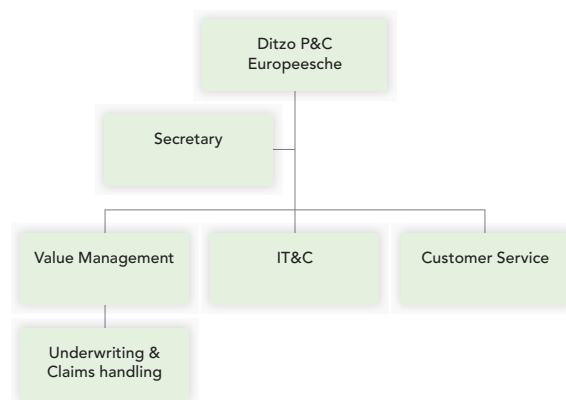 Ditzo P&C
Europeesche
Secretary
Value Management
IT&C
Customer Service
Underwriting &
Claims handling